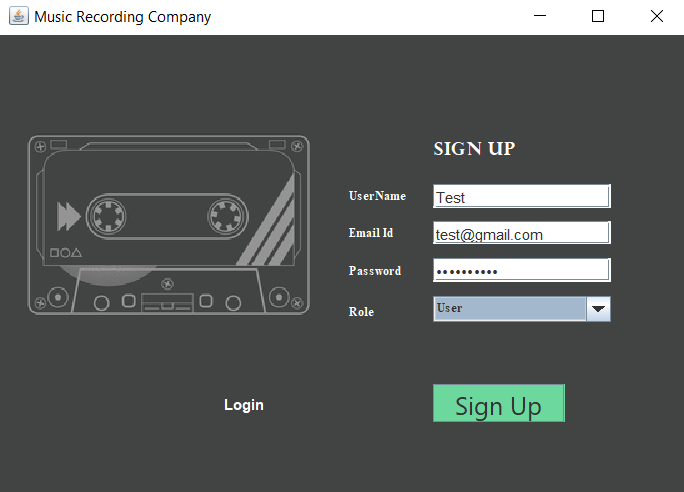 Music Recording Company
SIGN UP
UserName Test
Email Id test@gmail.com
Password ••••••••••
Role User
Login Sign Up